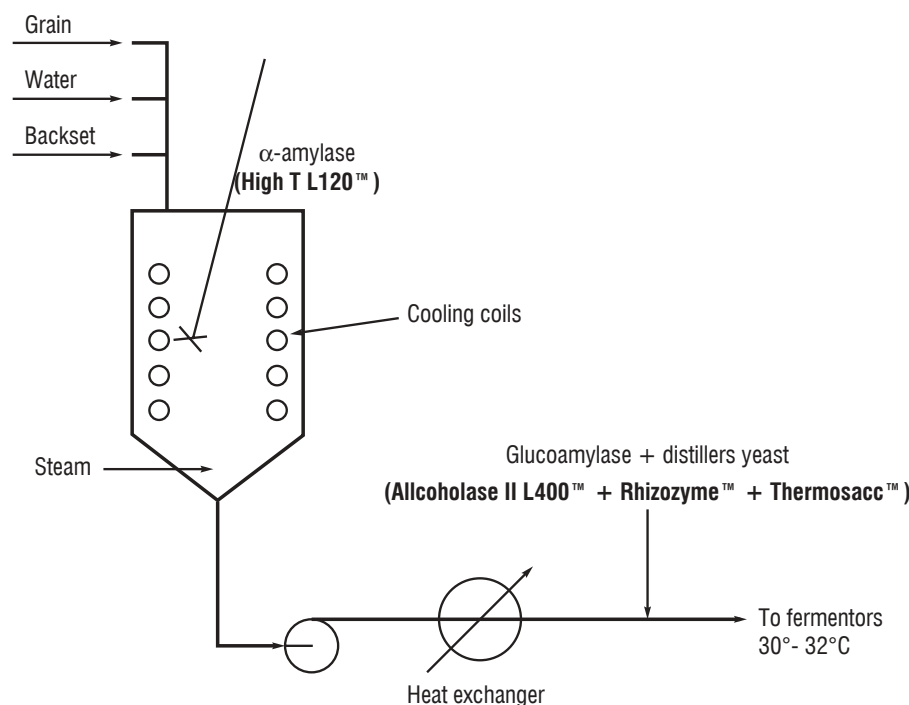 Grain
Water
Backset
α-amylase
(High T L120™ )
Cooling coils
Steam
Glucoamylase + distillers yeast
(Allcoholase II L400™ + Rhizozyme™ + Thermosacc™ )
To fermentors
30°- 32°C
Heat exchanger